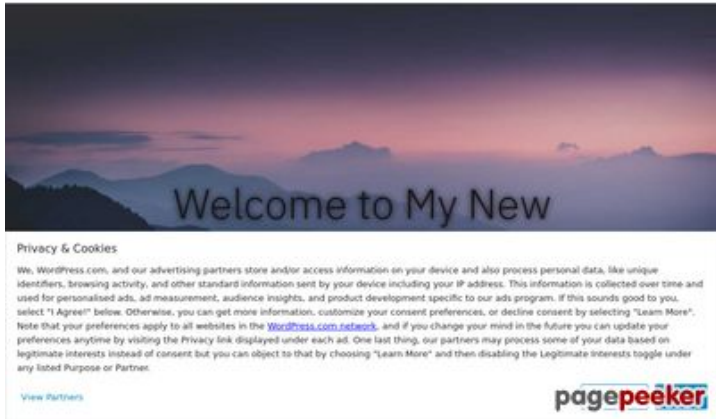 Welcome to My New
Privacy & Cookies
We, WordPress.com, and our advertising partners store and/or access information on your device and also process personal data, like unique
identifiers, browsing activity, and other standard information sent by your device including your IP address. This information is collected over time and
used for personalised ads, ad measurement, audience insights, and product development specific to our ads program. If this sounds good to you,
select "I Agree!" below. Otherwise, you can get more information, customize your consent preferences, or decline consent by selecting "Learn More".
Note that your preferences apply to all websites in the WordPress.com network, and if you change your mind in the future you can update your
preferences anytime by visiting the Privacy link displayed under each ad. One last thing, our partners may process some of your data based on
legitimate interests instead of consent but you can object to that by choosing "Learn More" and then disabling the Legitimate Interests toggle under
any listed Purpose or Partner.
View Partners
pagepeeker